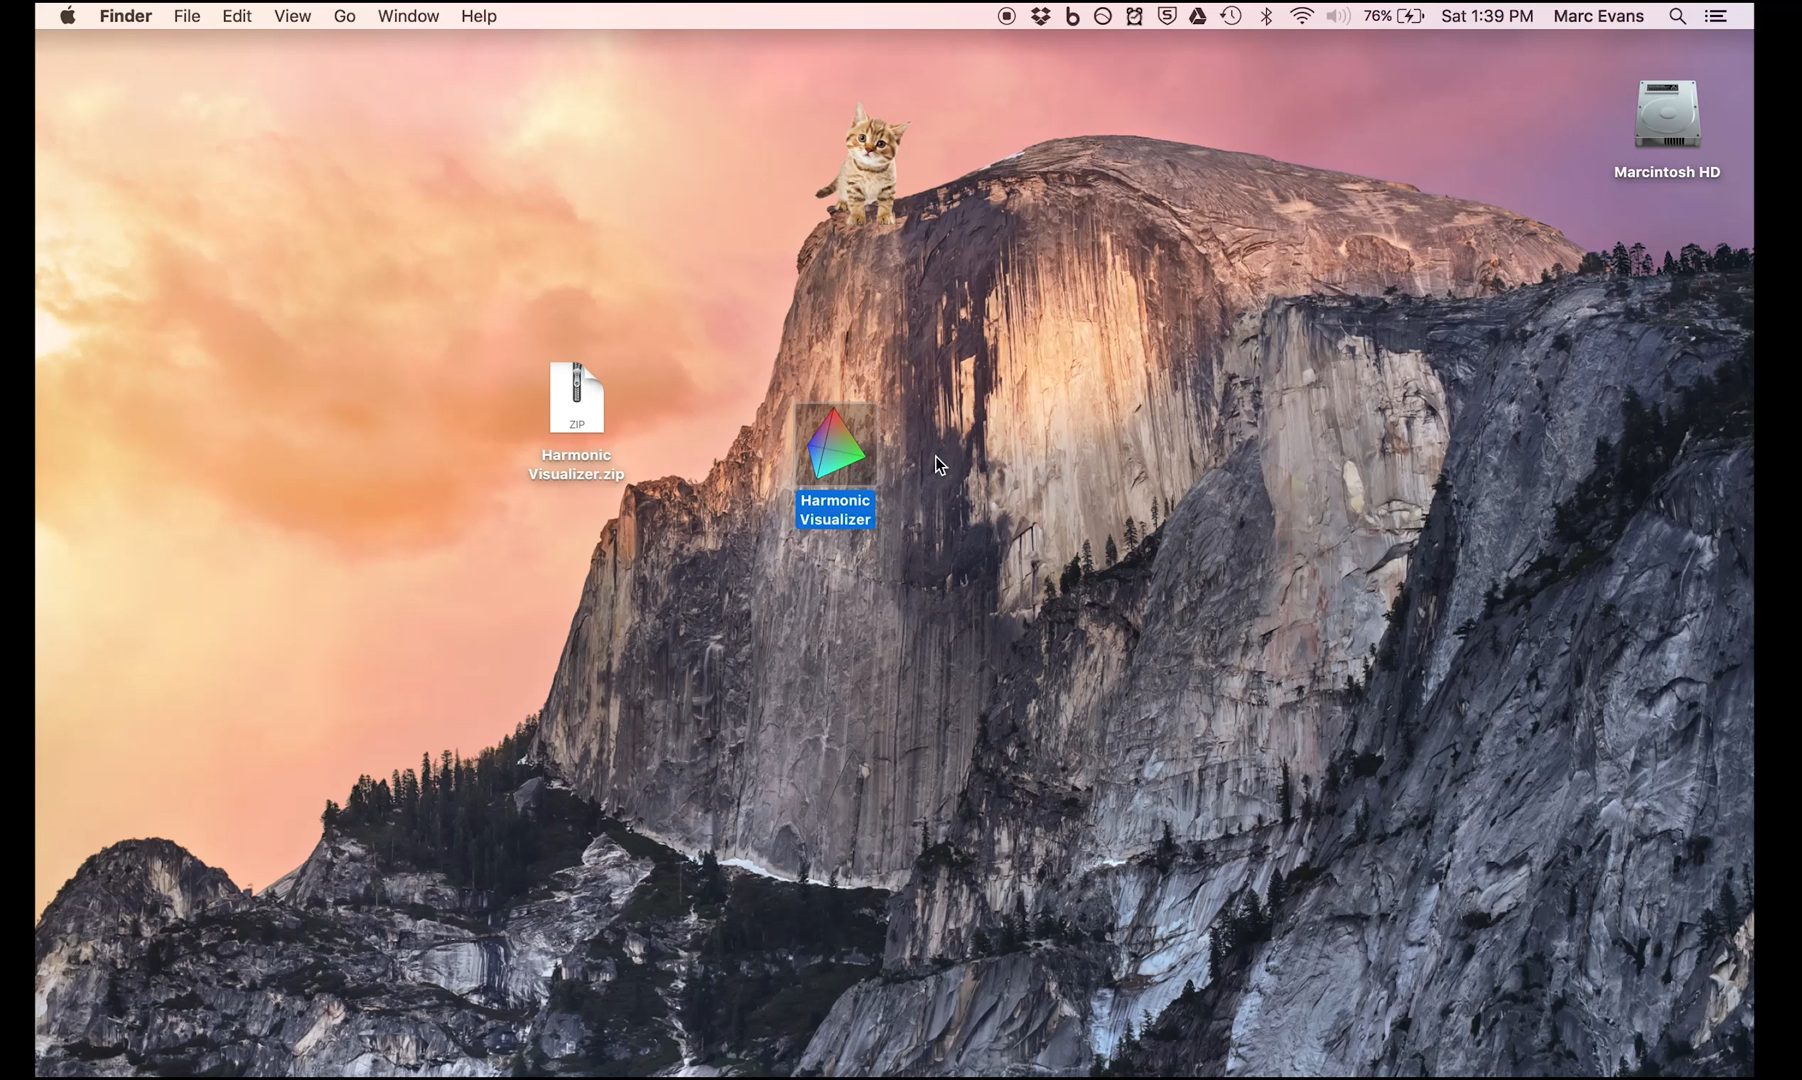 Finder File Edit View Go Window Help 76% Sat 1:39 PM Marc Evans
Marcintosh HD
ZIP
Harmonic
Visualizer.zip
Harmonic
Visualizer